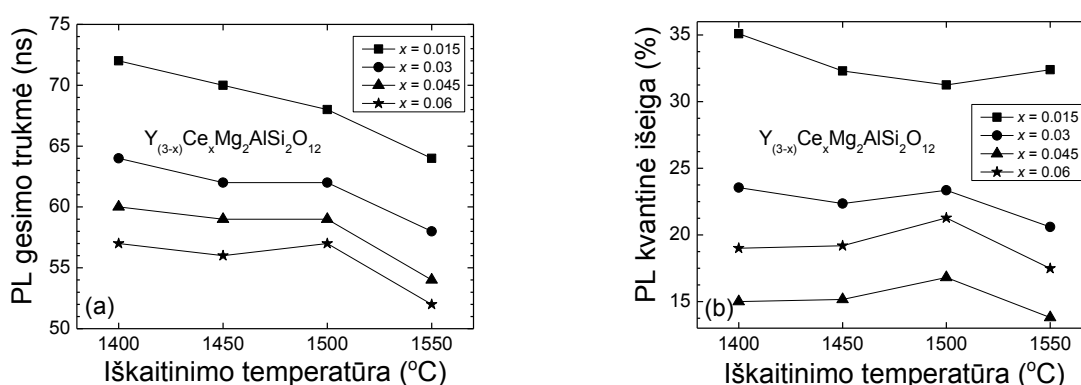 75
70
65
60
55
50
PL gesimo trukmė (ns)
x = 0.015
x = 0.03
x = 0.045
x = 0.06
Y(3-x)CexMg2AlSi2O12
(a)
1400 1450 1500 1550
Iškaitinimo temperatūra (°C)
35
30
25
20
15
PL kvantinė išeiga (%)
Y(3-x)CexMg2AlSi2O12
x = 0.015
x = 0.03
x = 0.045
x = 0.06
(b)
1400 1450 1500 1550
Iškaitinimo temperatūra (°C)